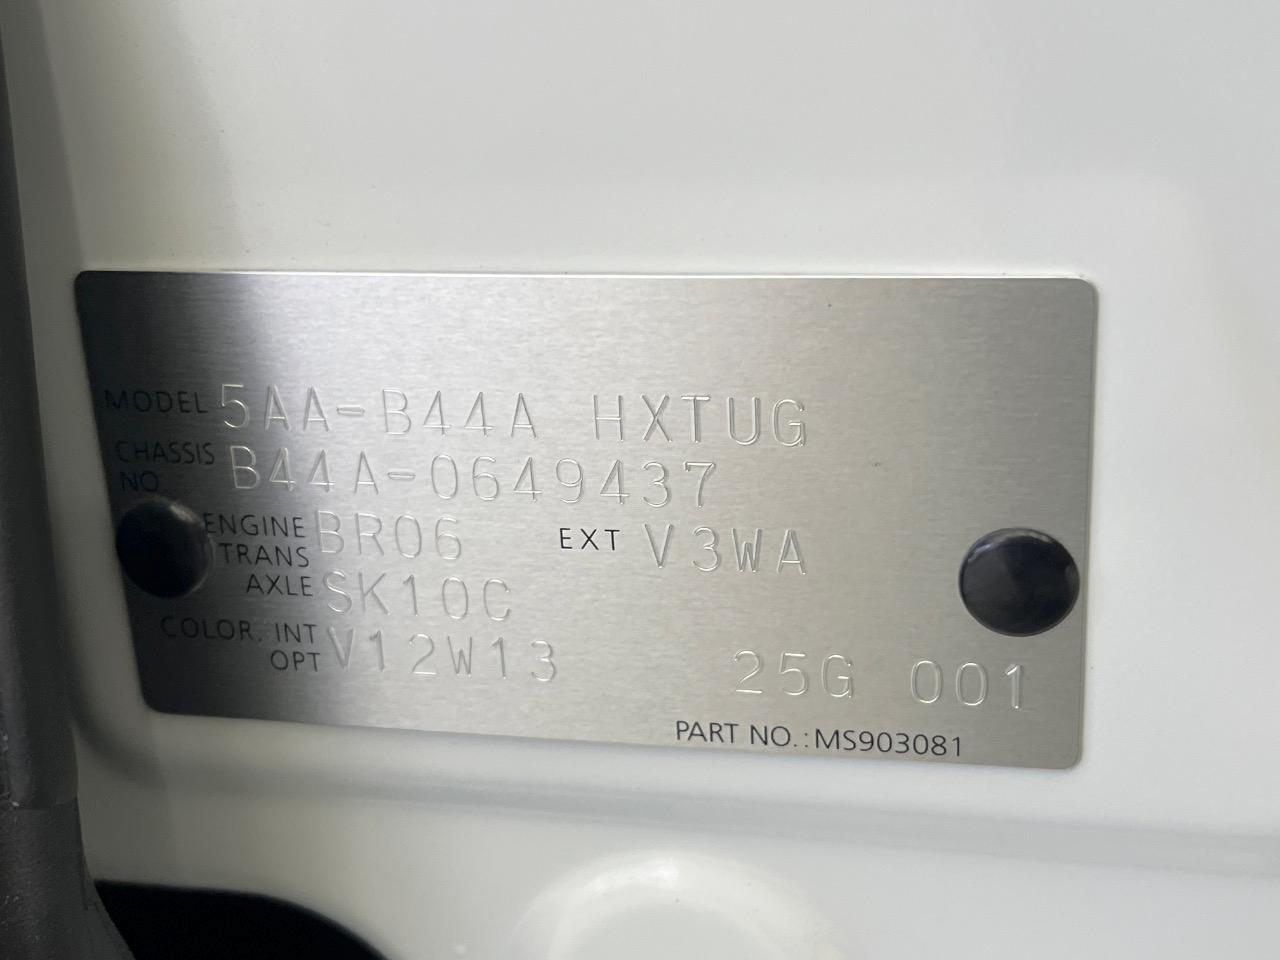 MODEL 5AA-B44A HXTUG
CHASSIS NO. B44A-0649437
ENGINE BR06 EXT V3WA
TRANS AXLE SK10C
COLOR. INT OPT V12W13 25G 001
PART NO.:MS903081